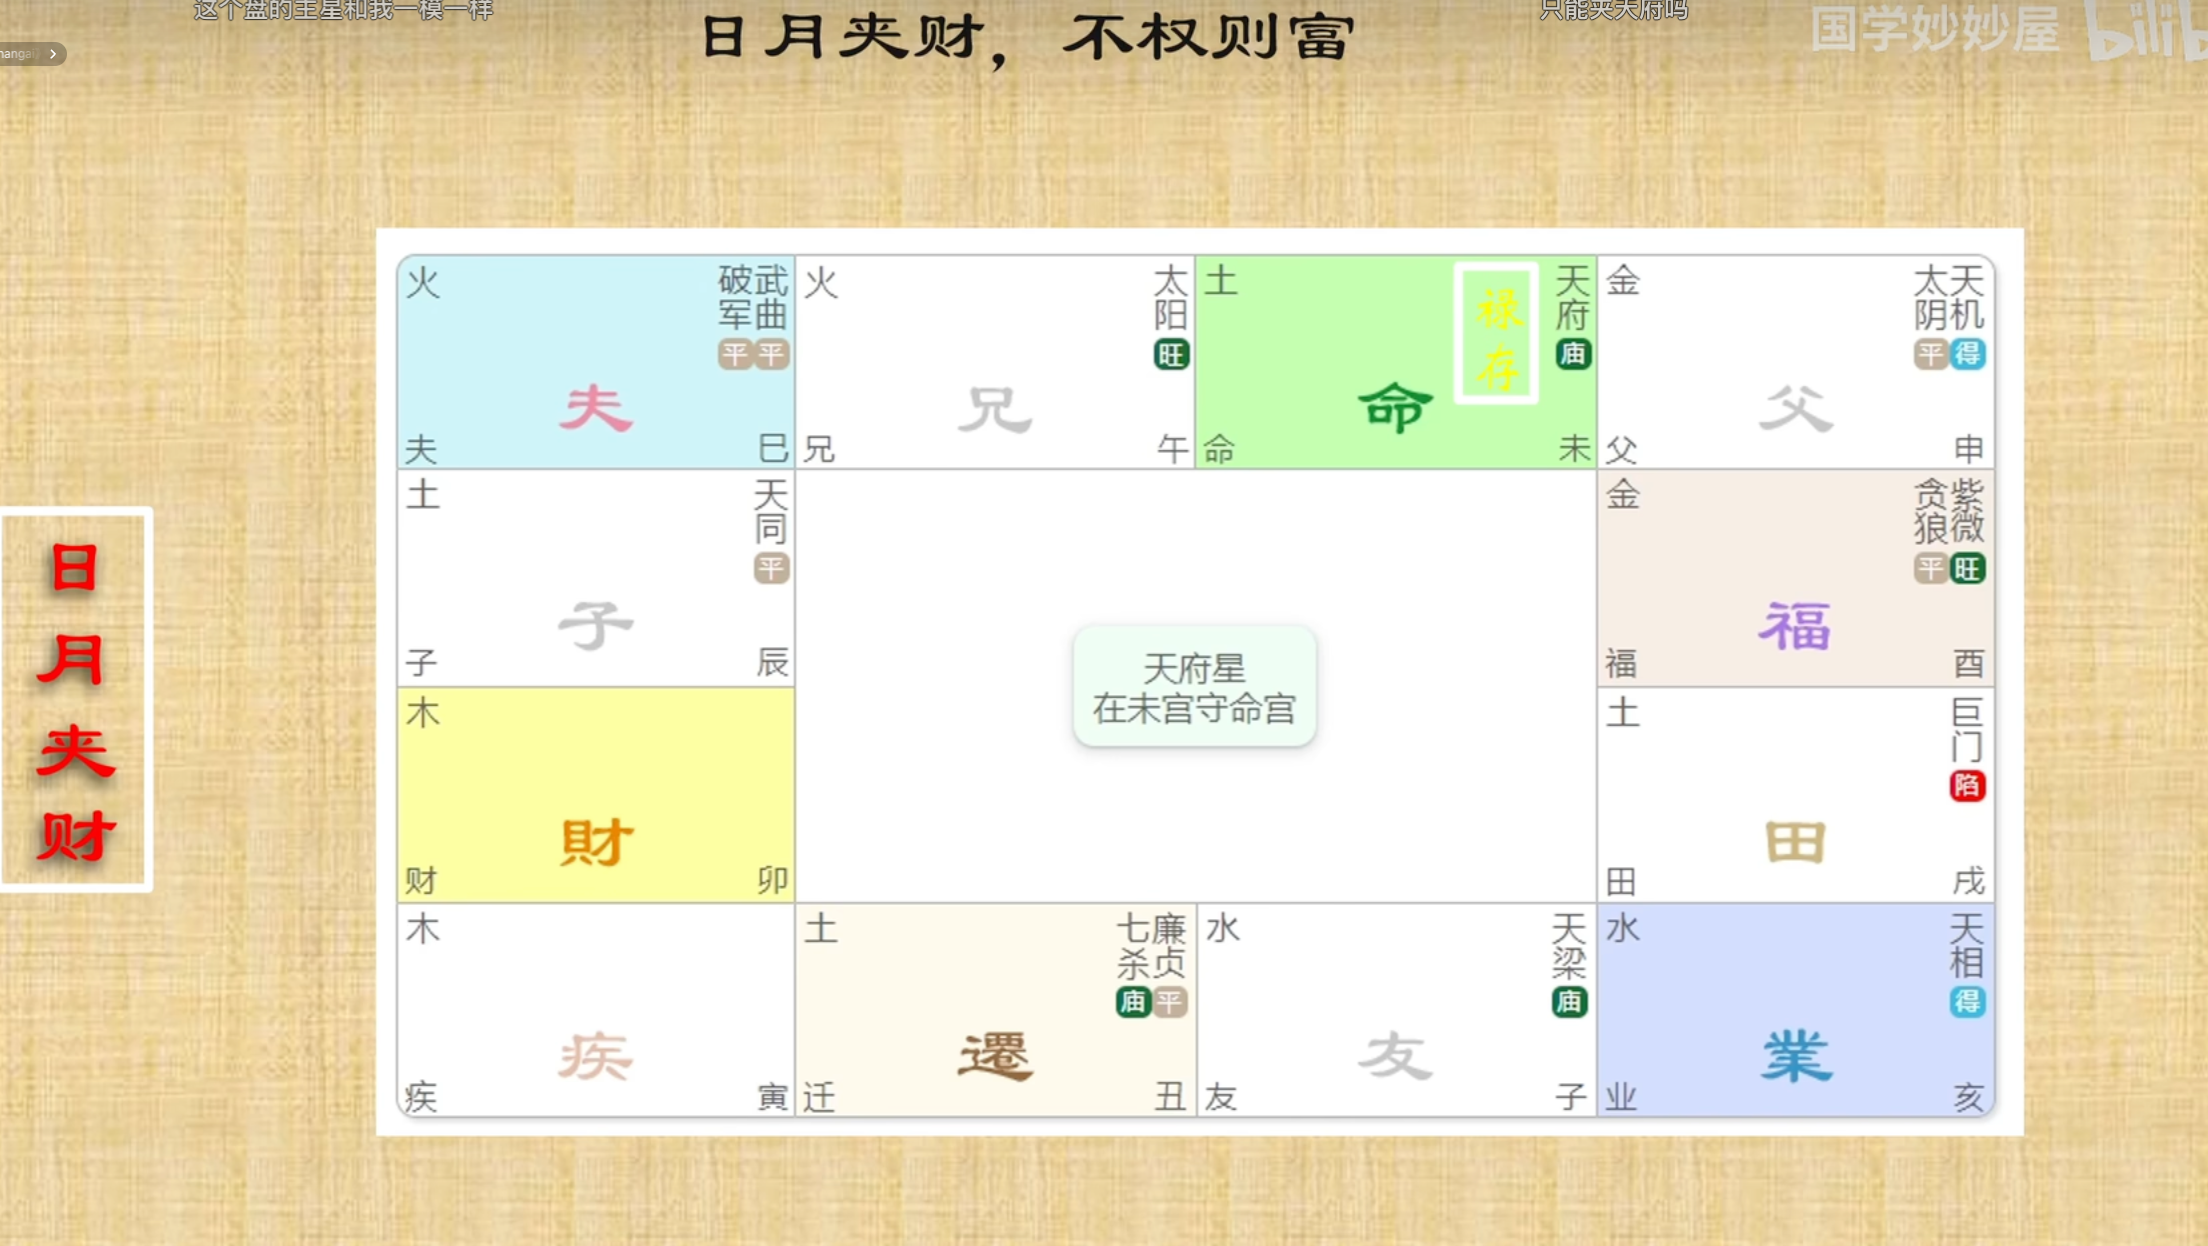 这个盘的主星和我一模一样
只能夹天府吗
国学妙妙屋
日月夹财，不权则富
日月夹财
火
破军 武曲
平 平
夫
夫
巳
火
太阳
旺
兄
兄
午
土
禄存
天府
庙
命
命
未
金
太阴 天机
平 得
父
父
申
土
天同
平
子
子
辰
金
贪狼 紫微
平 旺
福
福
酉
天府星
在未宫守命宫
木
財
财
卯
土
巨门
陷
田
田
戌
木
疾
疾
寅
土
七杀 廉贞
庙 平
遷
迁
丑
水
天梁
庙
友
友
子
水
天相
得
業
业
亥